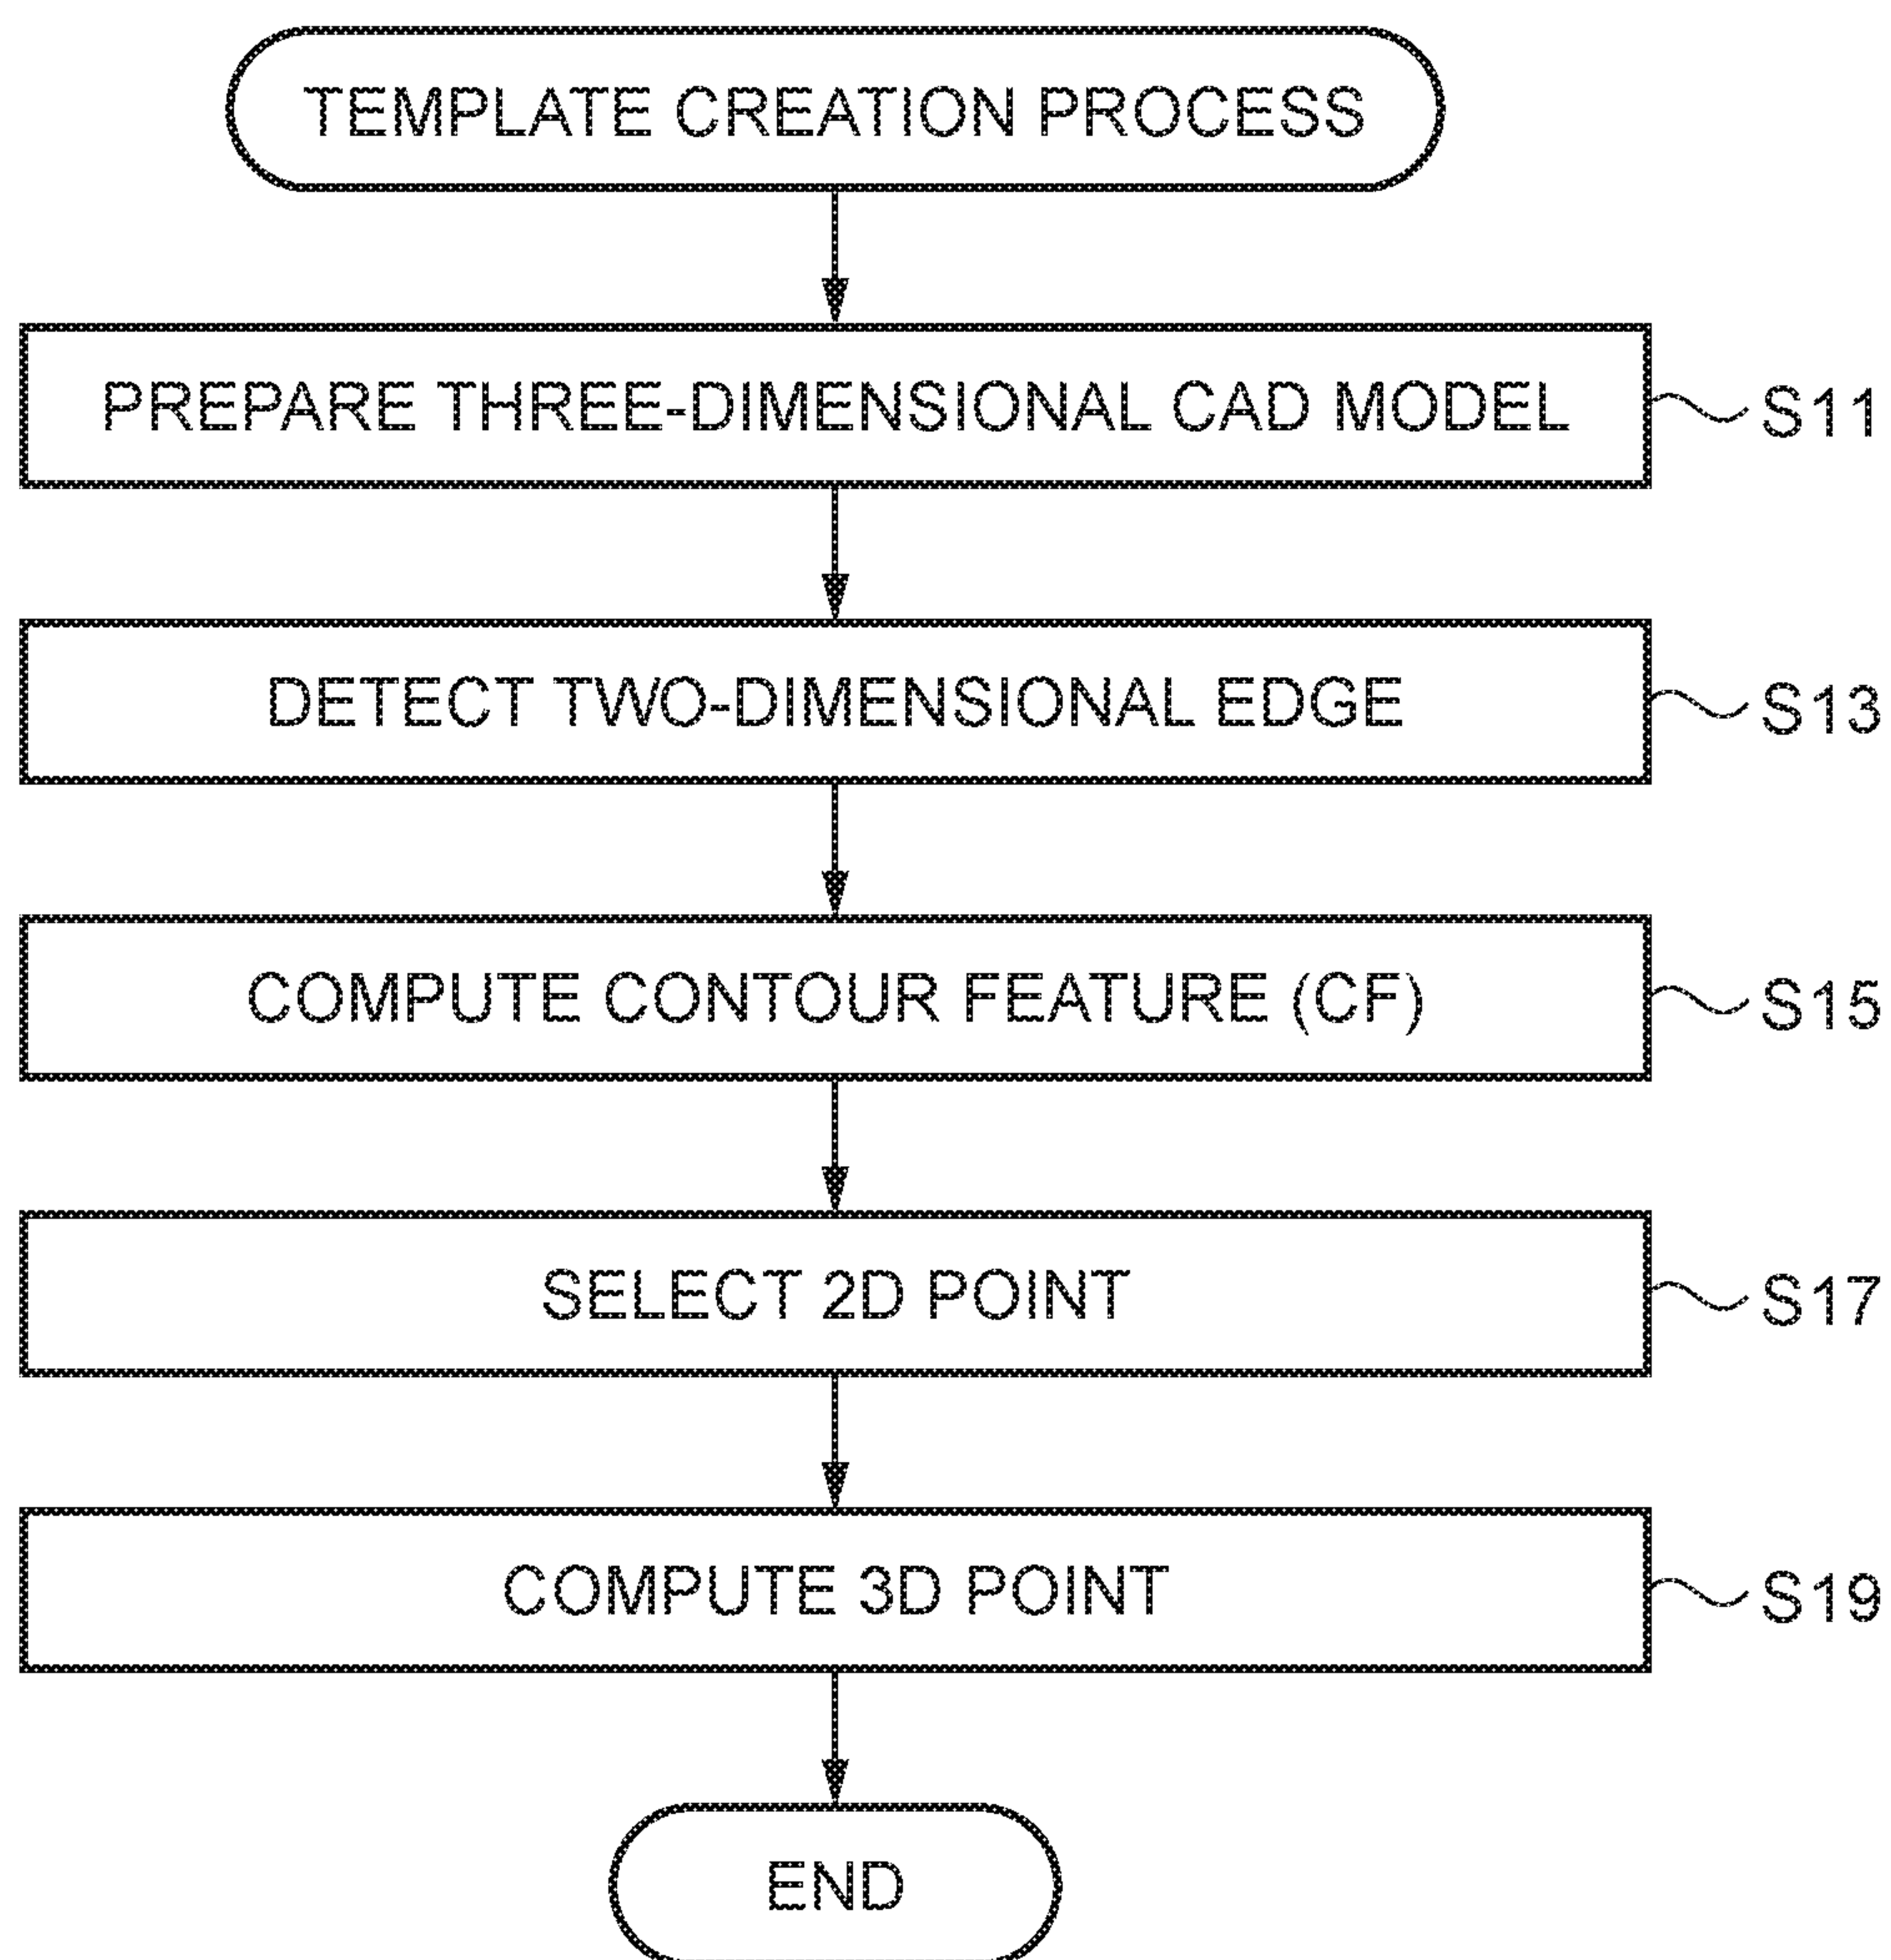 TEMPLATE CREATION PROCESS
PREPARE THREE-DIMENSIONAL CAD MODEL
S11
DETECT TWO-DIMENSIONAL EDGE
S13
COMPUTE CONTOUR FEATURE (CF)
S15
SELECT 2D POINT
S17
COMPUTE 3D POINT
S19
END